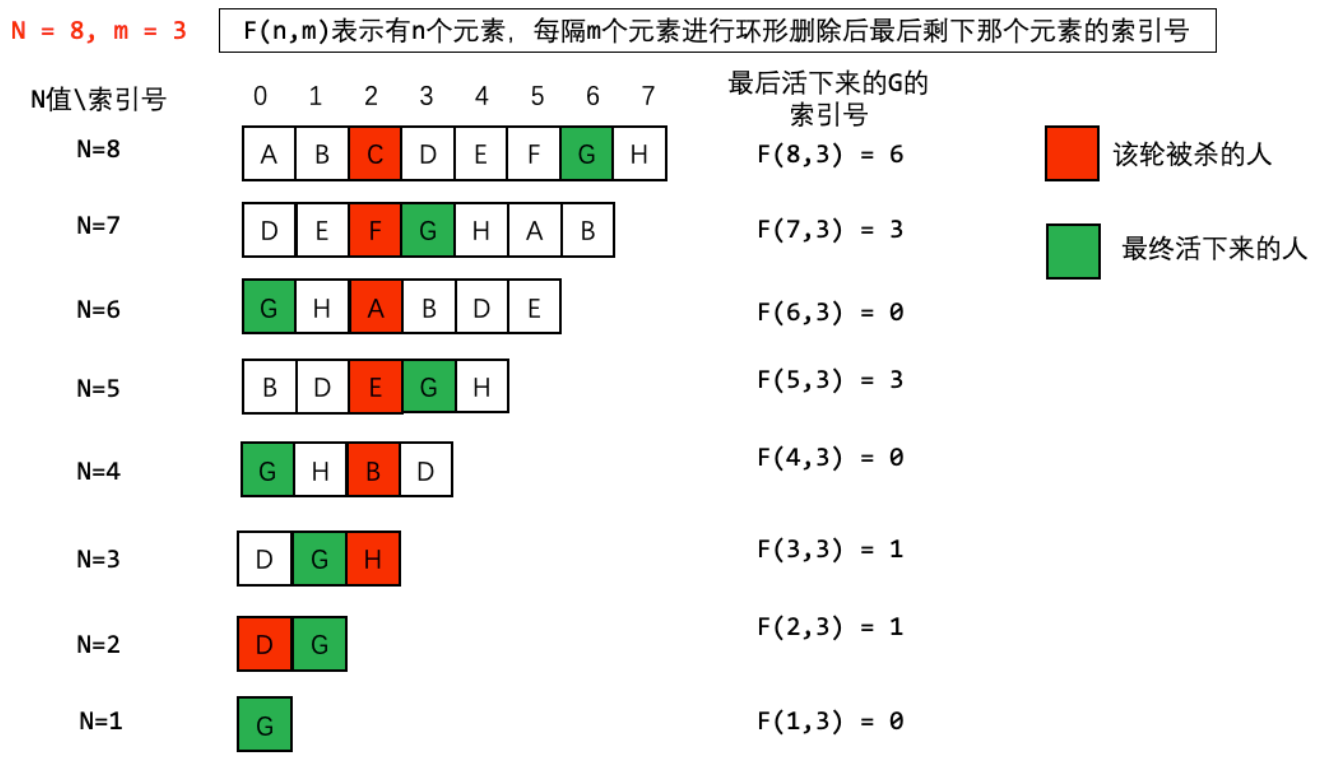 N = 8, m = 3
F(n,m)表示有n个元素，每隔m个元素进行环形删除后最后剩下那个元素的索引号
N值\索引号 0 1 2 3 4 5 6 7
最后活下来的G的
索引号
N=8 A B C D E F G H F(8,3) = 6
该轮被杀的人
N=7 D E F G H A B F(7,3) = 3
最终活下来的人
N=6 G H A B D E F(6,3) = 0
N=5 B D E G H F(5,3) = 3
N=4 G H B D F(4,3) = 0
N=3 D G H F(3,3) = 1
N=2 D G F(2,3) = 1
N=1 G F(1,3) = 0